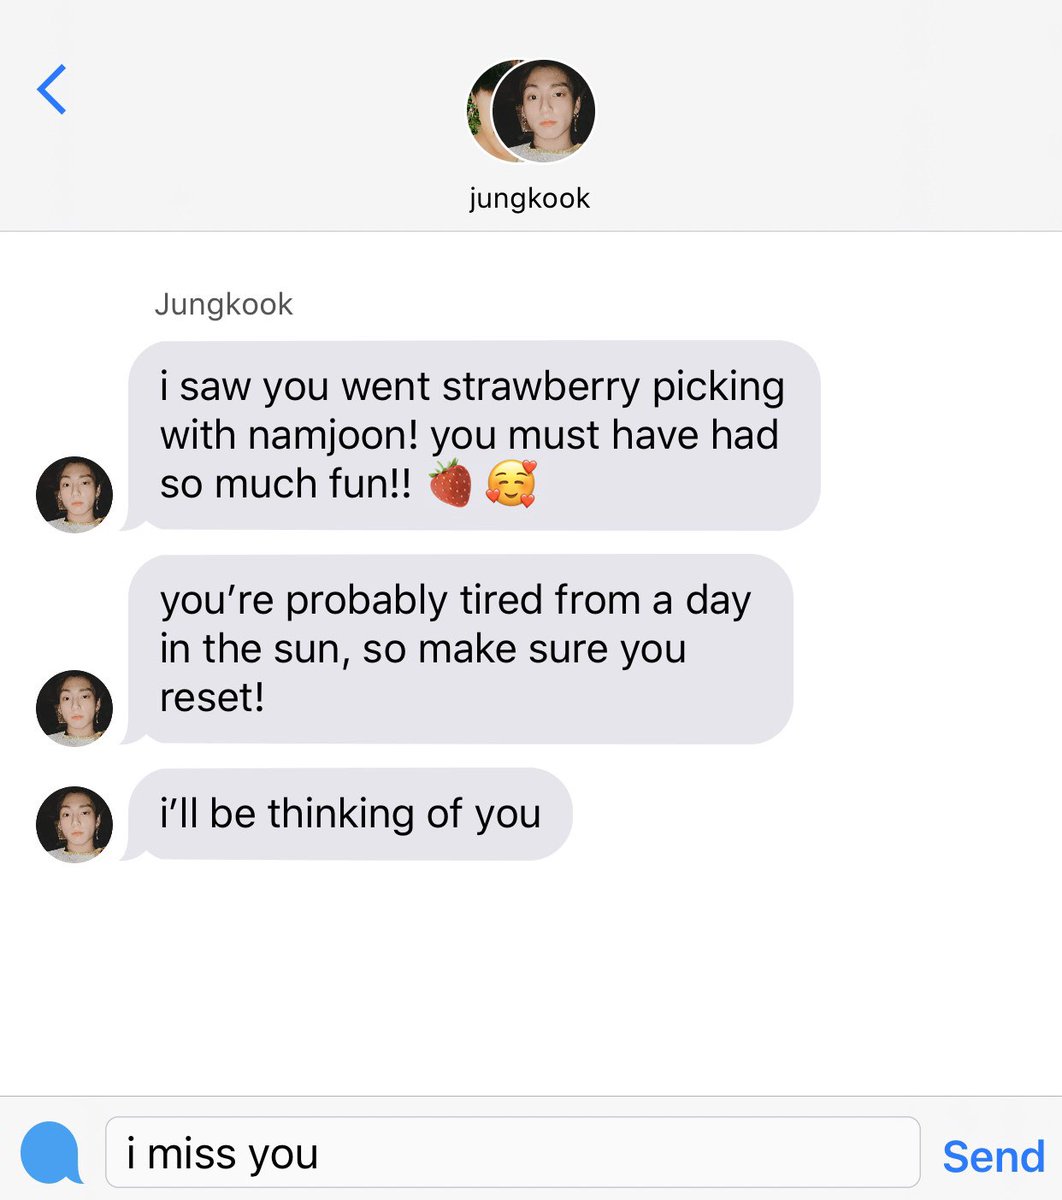 jungkook
Jungkook
i saw you went strawberry picking
with namjoon! you must have had
so much fun!! 🍓 🥰
you’re probably tired from a day
in the sun, so make sure you
reset!
i’ll be thinking of you
i miss you
Send